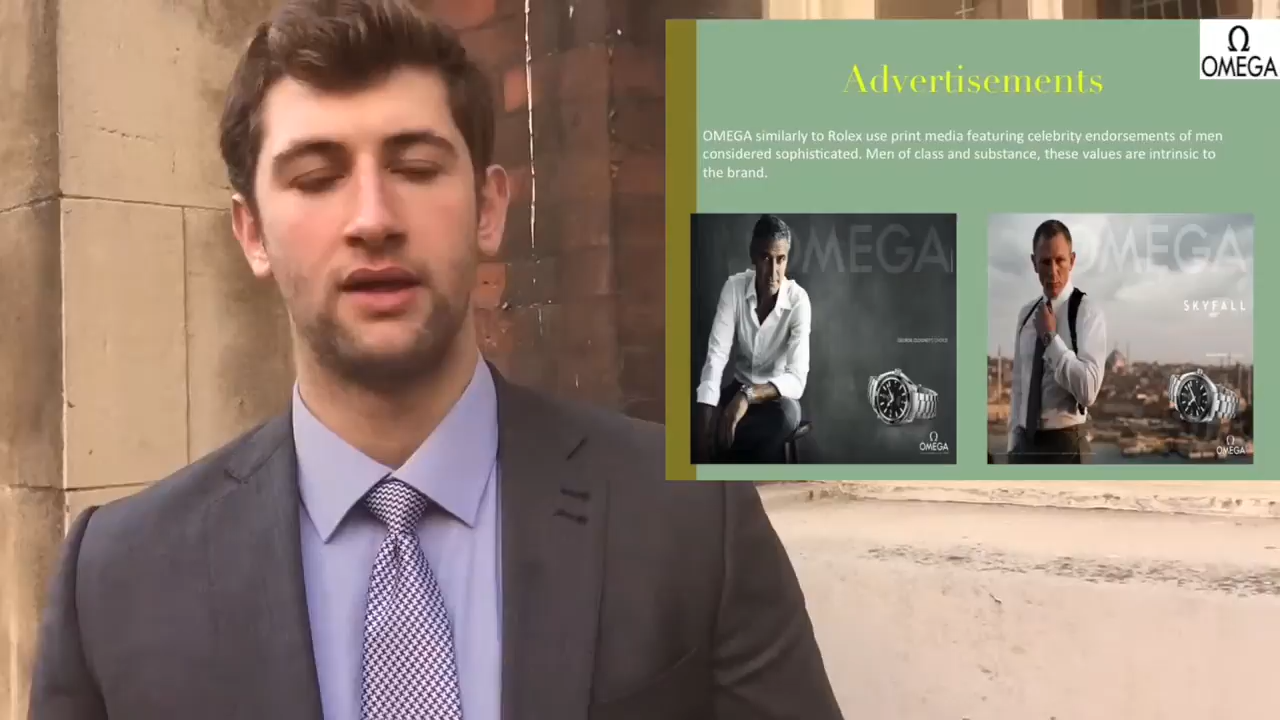 Ω
OMEGA
Advertisements
OMEGA similarly to Rolex use print media featuring celebrity endorsements of men
considered sophisticated. Men of class and substance, these values are intrinsic to
the brand.
OMEGA
OMEGA
SKYFALL
Ω
OMEGA
Ω
OMEGA